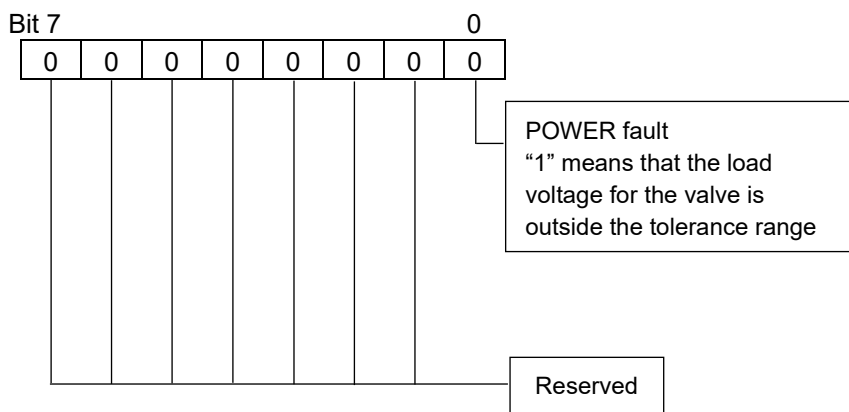 Bit 7 0
0 0 0 0 0 0 0 0
POWER fault
“1” means that the load
voltage for the valve is
outside the tolerance range
Reserved